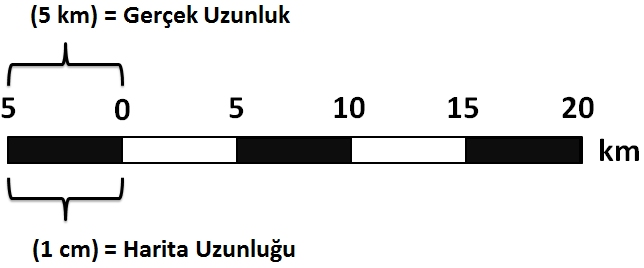 (5 km) = Gerçek Uzunluk
5 0 5 10 15 20
km
(1 cm) = Harita Uzunluğu